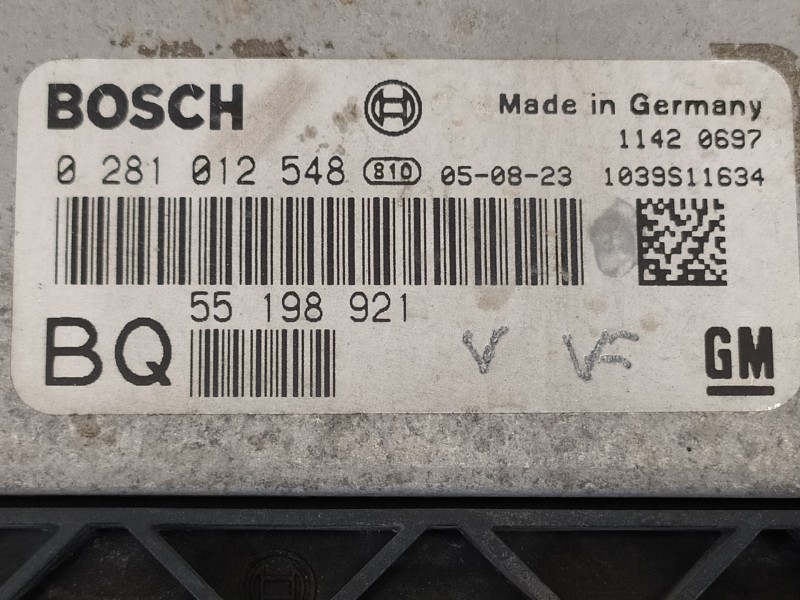 BOSCH
Made in Germany
1142 0697
0 281 012 548 810 05-08-23 1039S11634
55 198 921
BQ
V VF
GM